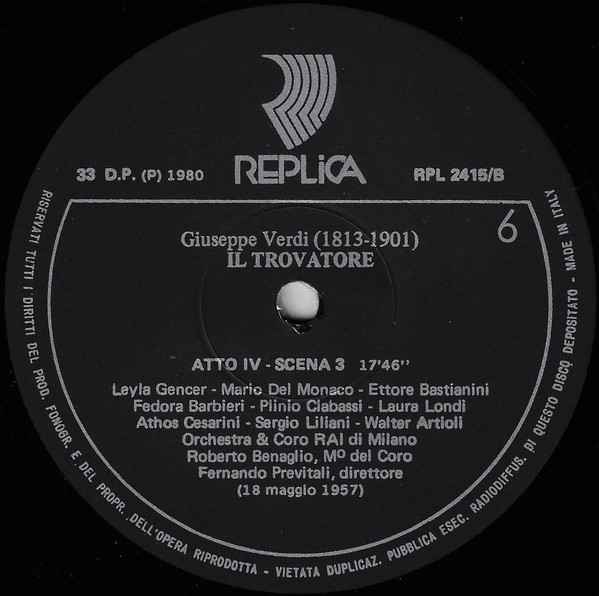 REPLiCA
33 D.P. (P) 1980
RPL 2415/B
6
Giuseppe Verdi (1813-1901)
IL TROVATORE
ATTO IV - SCENA 3 17'46''
Leyla Gencer - Mario Del Monaco - Ettore Bastianini
Fedora Barbieri - Plinio Clabassi - Laura Londi
Athos Cesarini - Sergio Liliani - Walter Artioli
Orchestra & Coro RAI di Milano
Roberto Benaglio, Mº del Coro
Fernando Previtali, direttore
(18 maggio 1957)
RISERVATI TUTTI I DIRITTI DEL PROD. FONOGR. E DEL PROPR. DELL'OPERA RIPRODOTTA - VIETATA DUPLICAZ. PUBBLICA ESEC. RADIODIFFUS. DI QUESTO DISCO DEPOSITATO - MADE IN ITALY